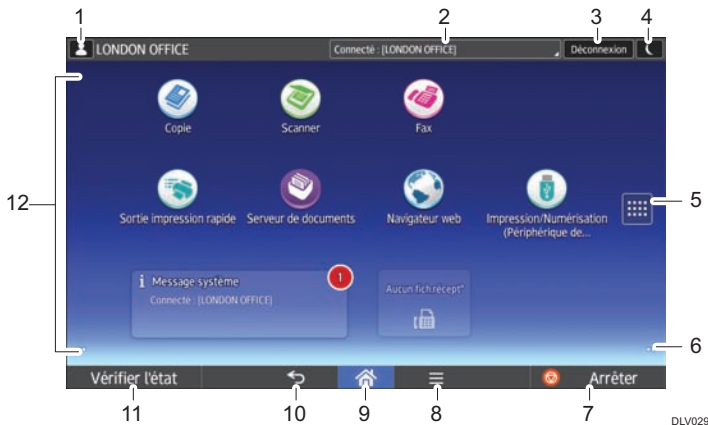 1 2 3 4
LONDON OFFICE Connecté : [LONDON OFFICE] Déconnexion
Copie Scanner Fax
12
5
Sortie impression rapide Serveur de documents Navigateur web Impression/Numérisation
(Périphérique de...
i Message système 1
Connecté : [LONDON OFFICE]
Aucun fich récept°
6
Vérifier l'état Arrêter
11 10 9 8 7
DLV029